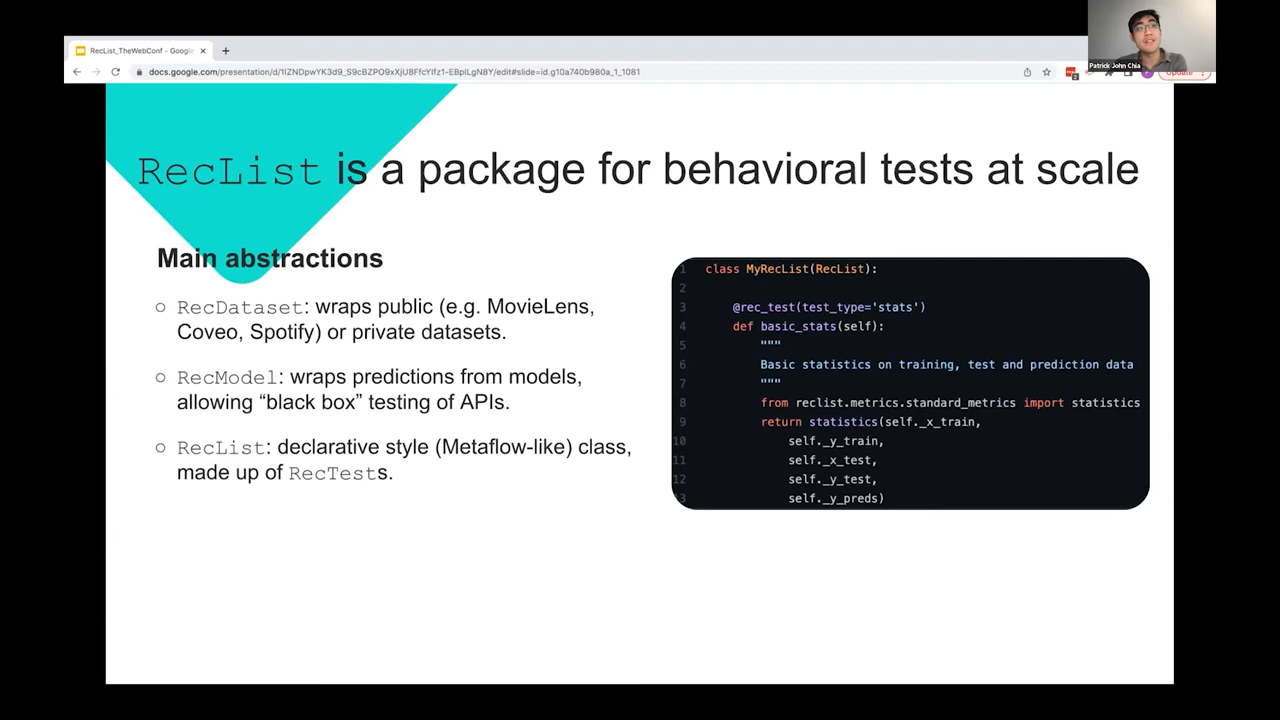 RecList_TheWebConf - Google
docs.google.com/presentation/d/1IZNDpwYK3d9_S9cBZPO9xXjU8FfcYIfz1-EBpILgN8Y/edit#slide=id.g10a740b980a_1_1081
Update
Patrick John Chia
RecList is a package for behavioral tests at scale
Main abstractions
RecDataset: wraps public (e.g. MovieLens,
Coveo, Spotify) or private datasets.
RecModel: wraps predictions from models,
allowing “black box” testing of APIs.
RecList: declarative style (Metaflow-like) class,
made up of RecTests.
1 class MyRecList(RecList):
2
3 @rec_test(test_type='stats')
4 def basic_stats(self):
5 """
6 Basic statistics on training, test and prediction data
7 """
8 from reclist.metrics.standard_metrics import statistics
9 return statistics(self._x_train,
10 self._y_train,
11 self._x_test,
12 self._y_test,
13 self._y_preds)